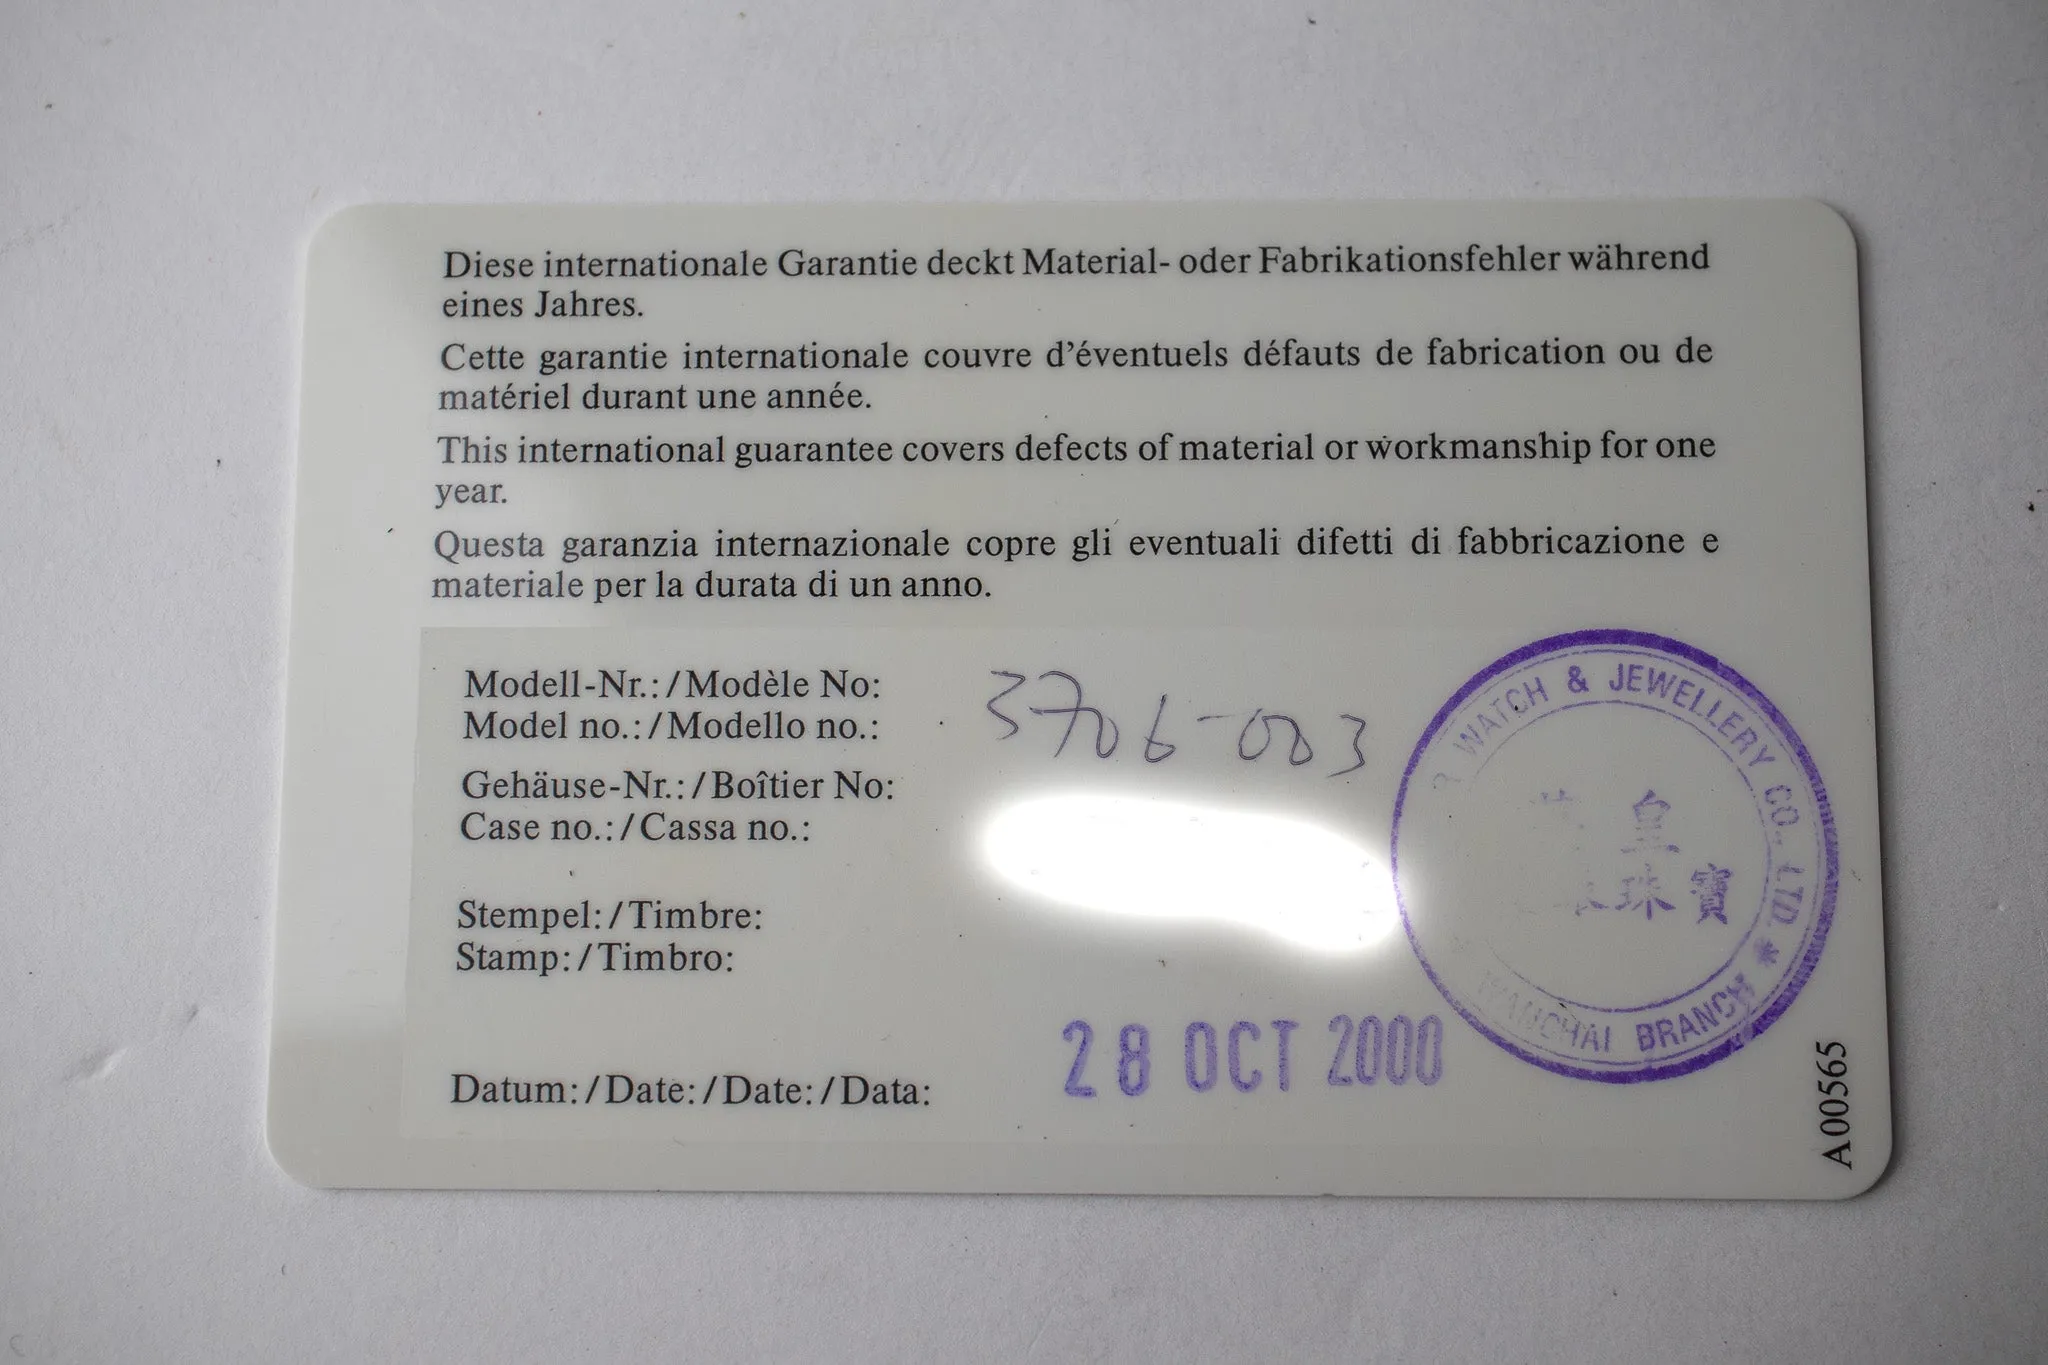 Diese internationale Garantie deckt Material- oder Fabrikationsfehler während
eines Jahres.
Cette garantie internationale couvre d'éventuels défauts de fabrication ou de
matériel durant une année.
This international guarantee covers defects of material or workmanship for one
year.
Questa garanzia internazionale copre gli eventuali difetti di fabbricazione e
materiale per la durata di un anno.
Modell-Nr.:/Modèle No:
Model no.:/Modello no.:
3706-003
Gehäuse-Nr.:/Boîtier No:
Case no.:/Cassa no.:
Stempel:/Timbre:
Stamp:/Timbro:
WATCH & JEWELLERY CO., LTD. *
皇
珠寶
WANCHAI BRANCH
Datum:/Date:/Date:/Data:
28 OCT 2000
A00565